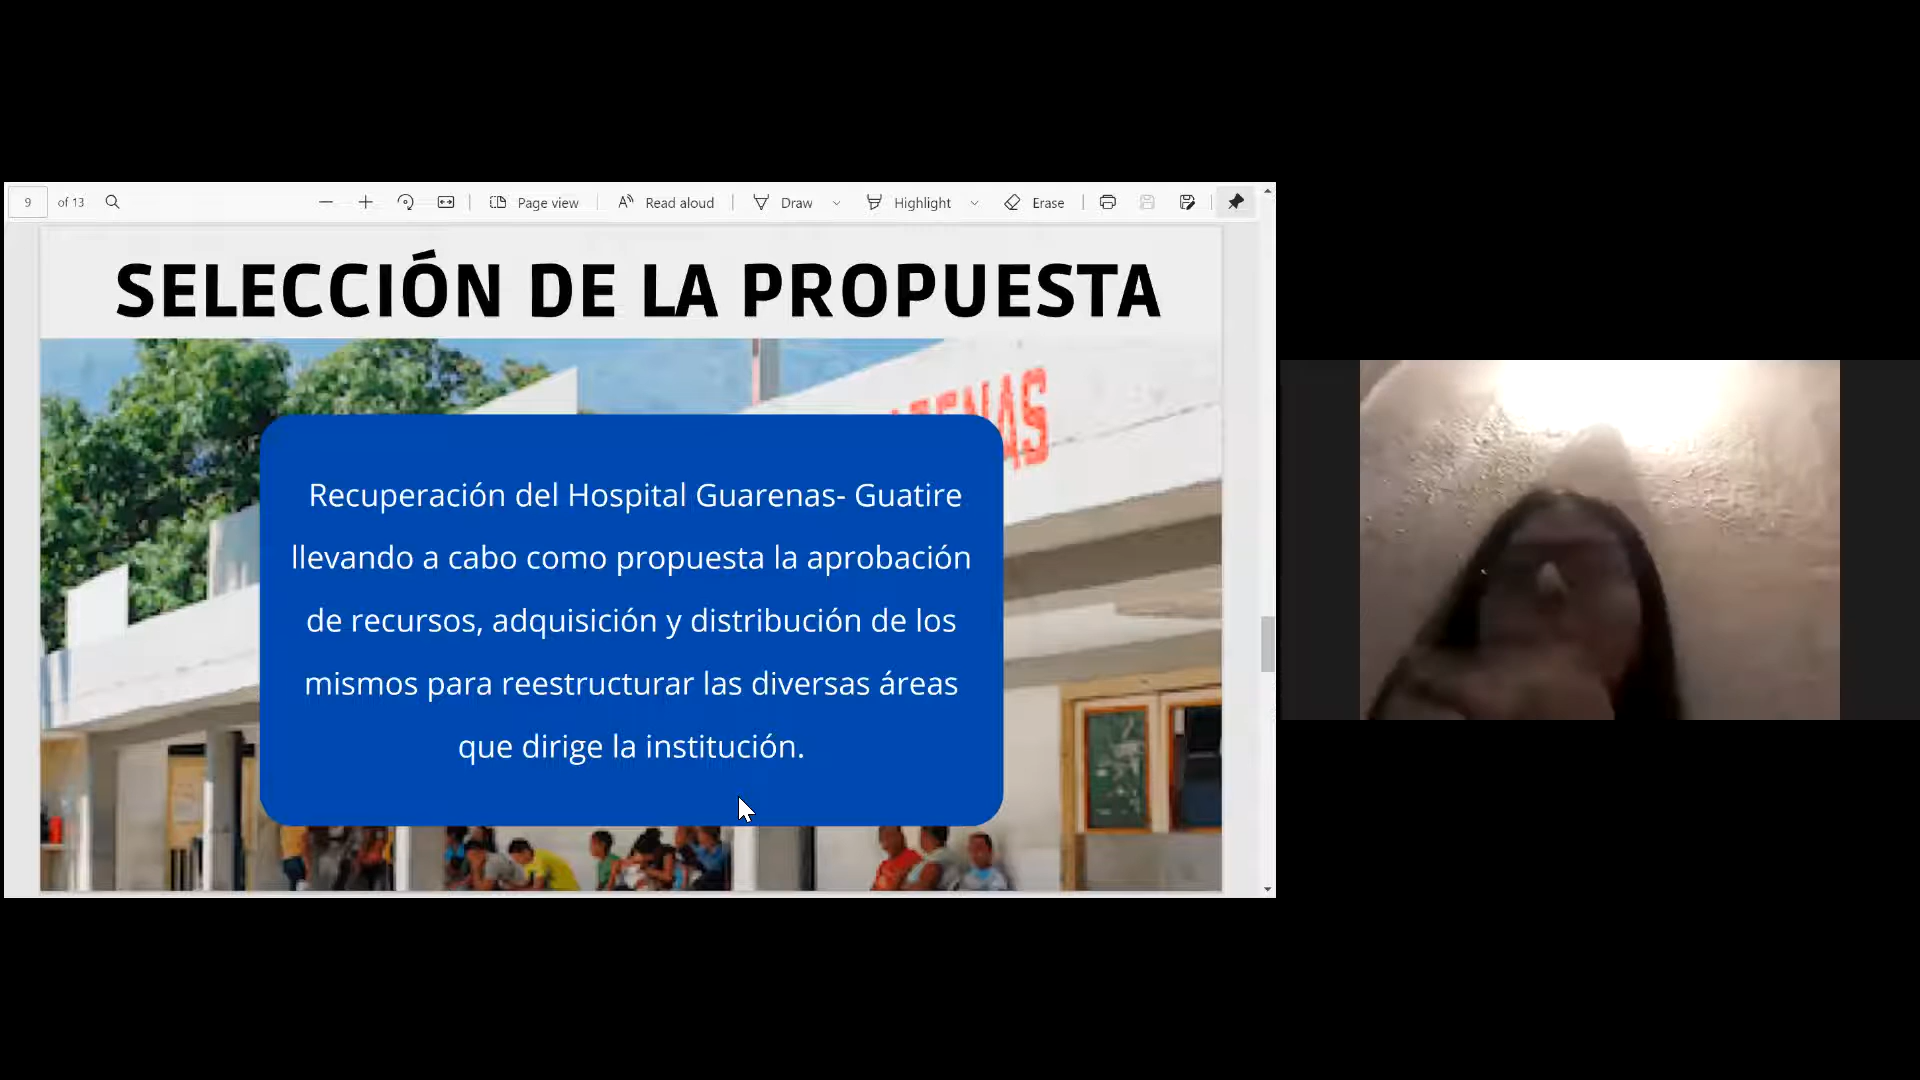 9 of 13 Page view Read aloud Draw Highlight Erase
SELECCIÓN DE LA PROPUESTA
Recuperación del Hospital Guarenas- Guatire
llevando a cabo como propuesta la aprobación
de recursos, adquisición y distribución de los
mismos para reestructurar las diversas áreas
que dirige la institución.